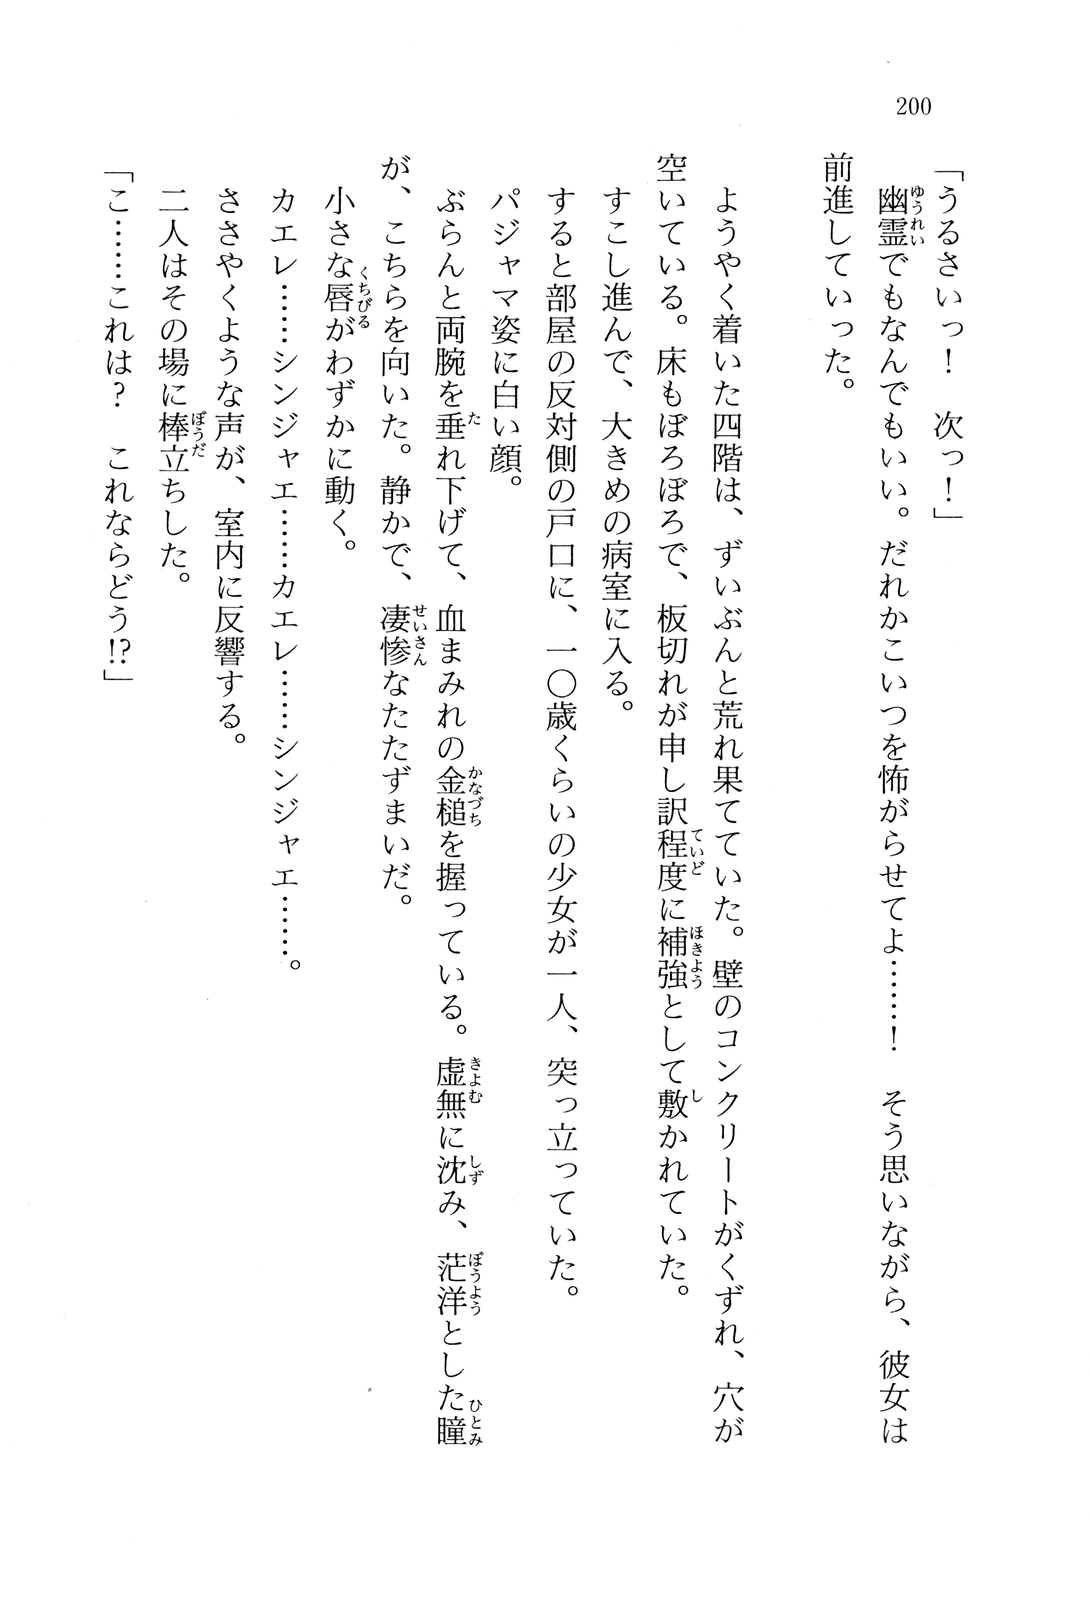 200
「うるさいっ！　次っ！」
　幽霊でもなんでもいい。だれかこいつを怖がらせてよ……！　そう思いながら、彼女は
前進していった。
　ようやく着いた四階は、ずいぶんと荒れ果てていた。壁のコンクリートがくずれ、穴が
空いている。床もぼろぼろで、板切れが申し訳程度に補強として敷かれていた。
　すこし進んで、大きめの病室に入る。
　すると部屋の反対側の戸口に、一〇歳くらいの少女が一人、突っ立っていた。
　パジャマ姿に白い顔。
　ぶらんと両腕を垂れ下げて、血まみれの金槌を握っている。虚無に沈み、茫洋とした瞳
が、こちらを向いた。静かで、凄惨なたたずまいだ。
　小さな唇がわずかに動く。
　カエレ……シンジャエ……カエレ……シンジャエ……。
　ささやくような声が、室内に反響する。
　二人はその場に棒立ちした。
「こ……これは？　これならどう!?」